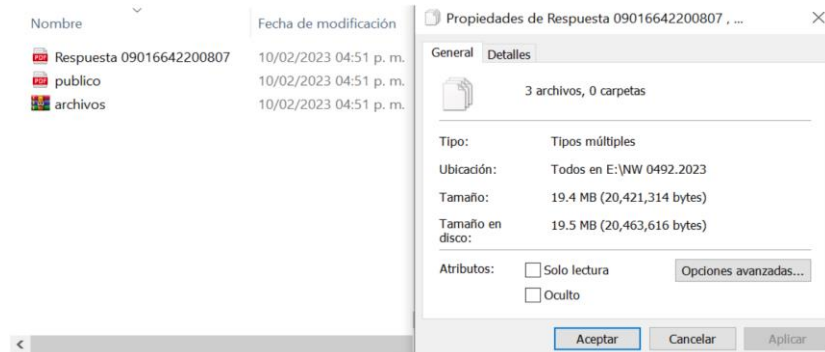 Nombre Fecha de modificación
Respuesta 09016642200807 10/02/2023 04:51 p. m.
publico 10/02/2023 04:51 p. m.
archivos 10/02/2023 04:51 p. m.
Propiedades de Respuesta 09016642200807 , ...
General Detalles
3 archivos, 0 carpetas
Tipo: Tipos múltiples
Ubicación: Todos en E:\NW 0492.2023
Tamaño: 19.4 MB (20,421,314 bytes)
Tamaño en disco: 19.5 MB (20,463,616 bytes)
Atributos: Solo lectura Opciones avanzadas...
Oculto
Aceptar Cancelar Aplicar